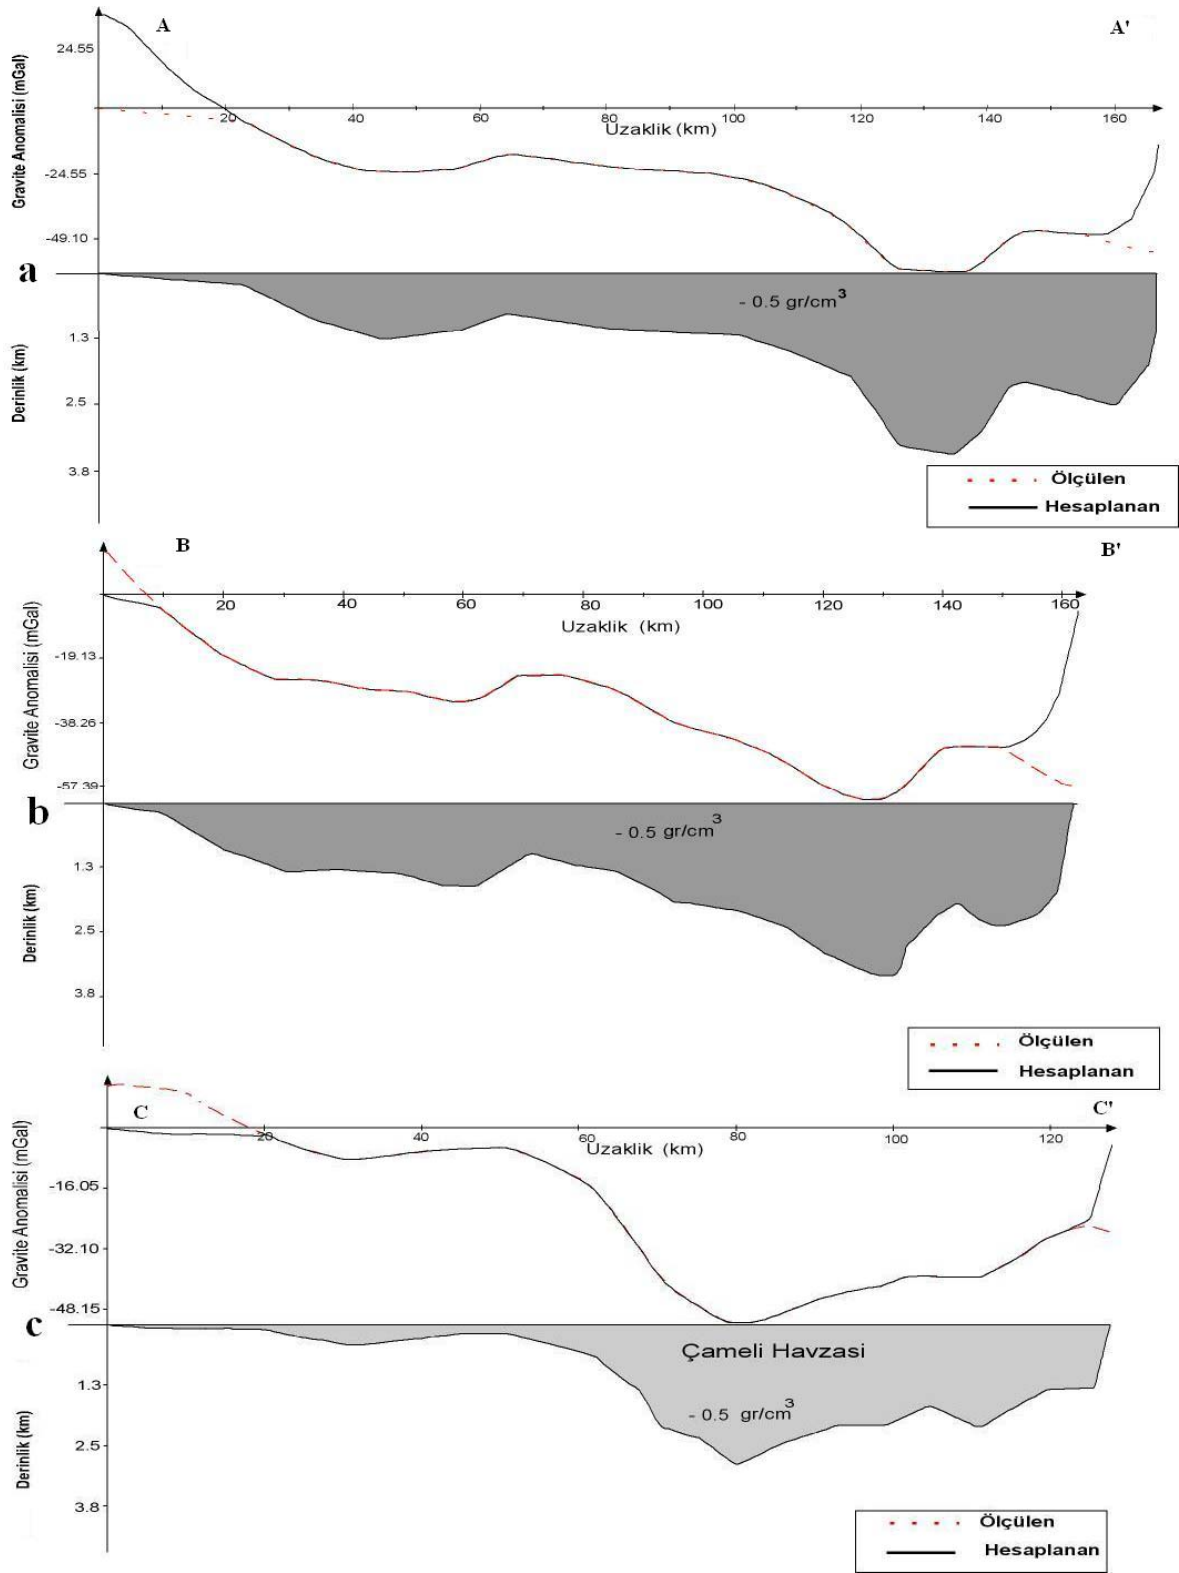 A
A'
24.55
Gravite Anomalisi (mGal)
20
40
60
80
100
120
140
160
Uzaklik (km)
-24.55
-49.10
a
- 0.5 gr/cm3
1.3
Derinlik (km)
2.5
3.8
Ölçülen
Hesaplanan
B
B'
20
40
60
80
100
120
140
160
Uzaklik (km)
Gravite Anomalisi (mGal)
-19.13
-38.26
-57.39
b
- 0.5 gr/cm3
1.3
Derinlik (km)
2.5
3.8
Ölçülen
Hesaplanan
C
C'
20
40
60
80
100
120
Uzaklik (km)
Gravite Anomalisi (mGal)
-16.05
-32.10
-48.15
c
Çameli Havzasi
1.3
- 0.5 gr/cm3
Derinlik (km)
2.5
3.8
Ölçülen
Hesaplanan